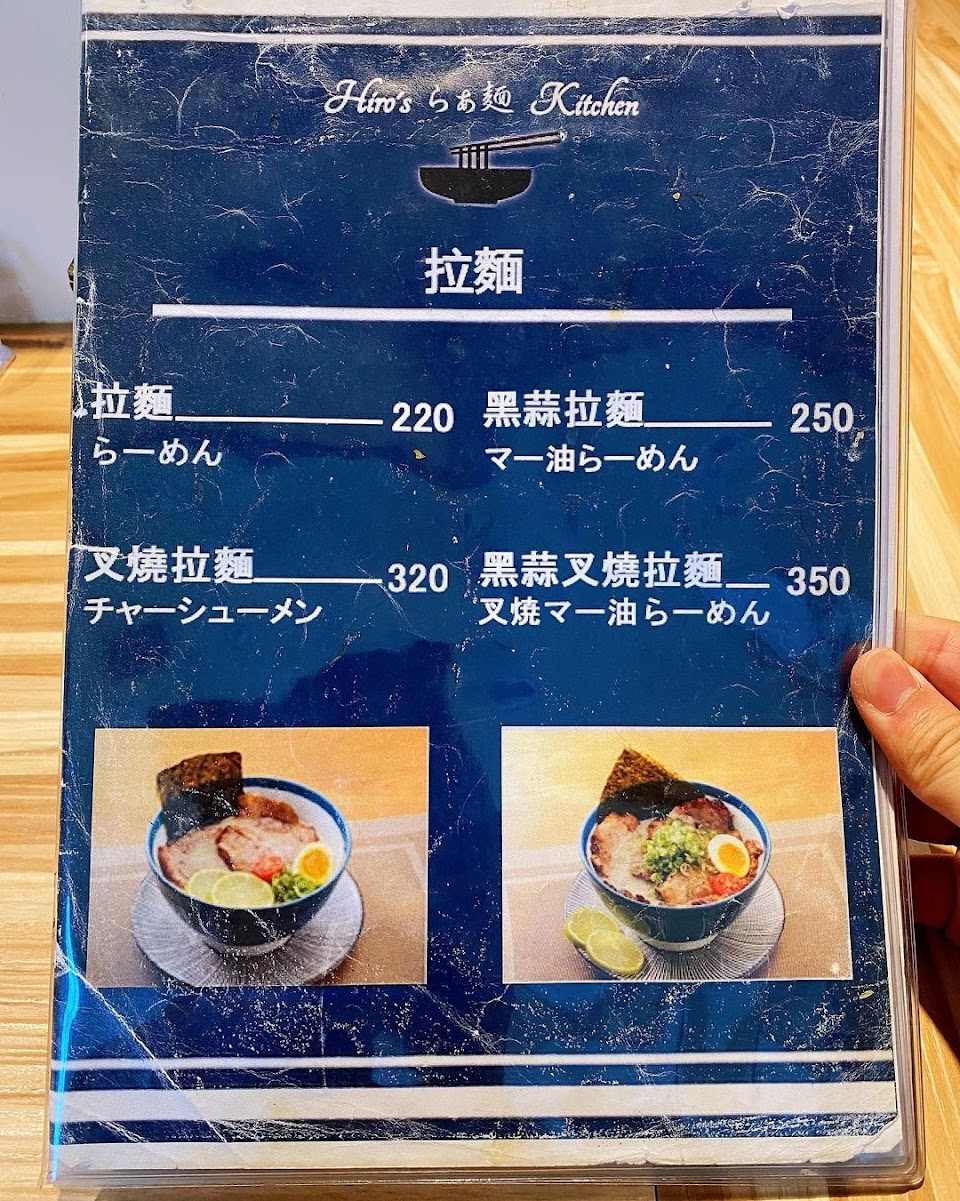 Hiro's らぁ麺 Kitchen
拉麵
拉麵 220
らーめん
黑蒜拉麵 250
マー油らーめん
叉燒拉麵 320
チャーシューメン
黑蒜叉燒拉麵 350
叉焼マー油らーめん